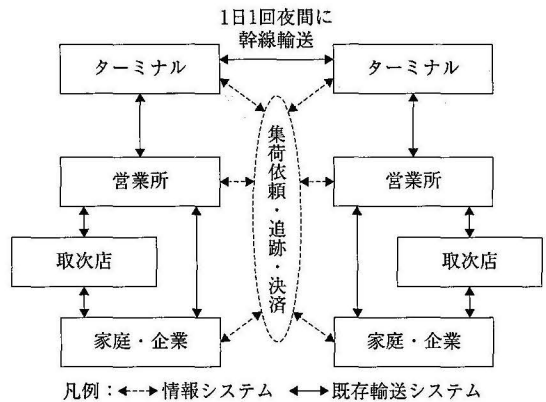 1日1回夜間に
幹線輸送
ターミナル
ターミナル
集荷依頼・追跡・決済
営業所
営業所
取次店
取次店
家庭・企業
家庭・企業
凡例：情報システム 既存輸送システム